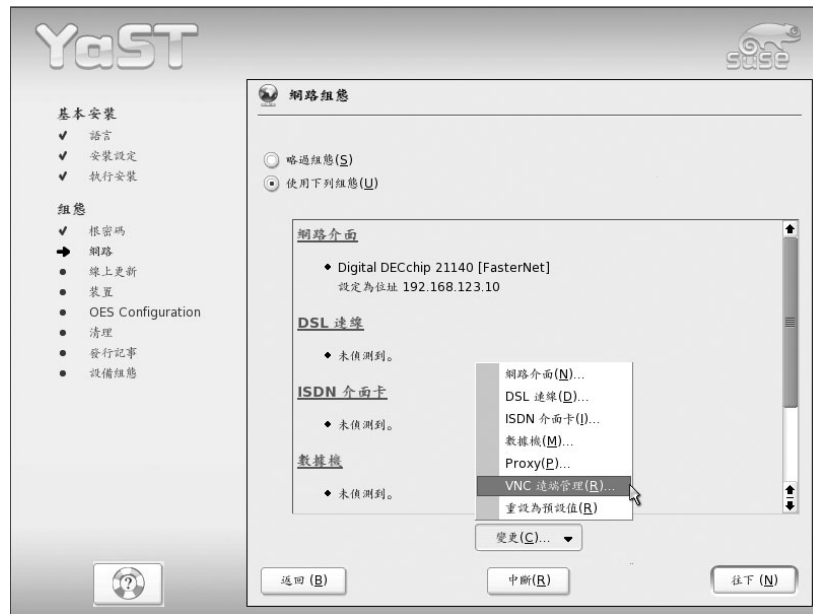 YaST
suse
基本安裝
✓ 語言
✓ 安裝設定
✓ 執行安裝
組態
✓ 根密碼
➔ 網路
● 線上更新
● 裝置
● OES Configuration
● 清理
● 發行記事
● 設備組態
網路組態
略過組態(S)
使用下列組態(U)
網路介面
◆ Digital DECchip 21140 [FasterNet]
設定為位址 192.168.123.10
DSL 連線
◆ 未偵測到。
ISDN 介面卡
◆ 未偵測到。
數據機
◆ 未偵測到。
網路介面(N)...
DSL 連線(D)...
ISDN 介面卡(I)...
數據機(M)...
Proxy(P)...
VNC 遠端管理(R)...
重設為預設值(R)
變更(C)...
返回 (B)
中斷(R)
往下 (N)